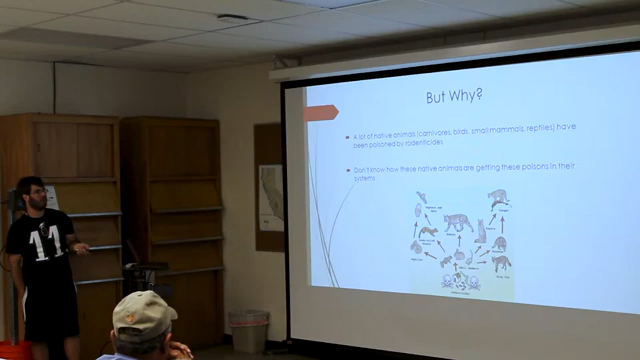 But Why?
A lot of native animals (carnivores, birds, small mammals, reptiles) have
been poisoned by rodenticides
Don't know how these native animals are getting these poisons in their
systems
11